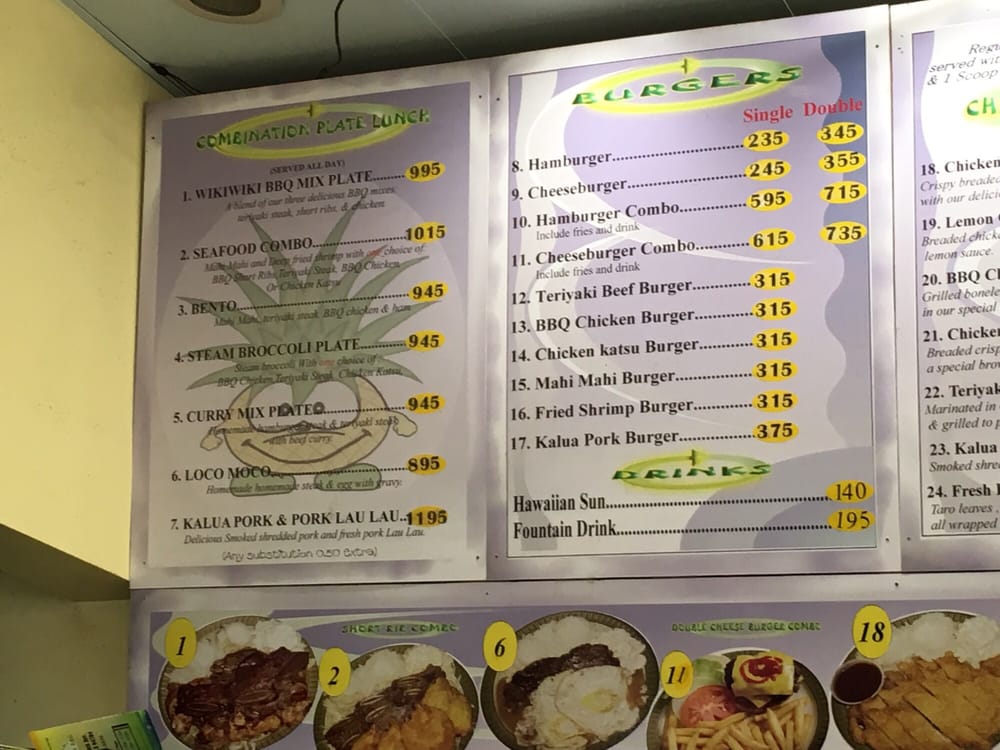 COMBINATION PLATE LUNCH
(SERVED ALL DAY)
1. WIKIWIKI BBQ MIX PLATE......... 995
A blend of our three delicious BBQ mixes.
teriyaki steak, short ribs, & chicken
2. SEAFOOD COMBO......................... 1015
Mahi Mahi and Deep fried shrimp with one choice of
BBQ Short Ribs, Teriyaki Steak, BBQ Chicken,
Or Chicken Katsu
3. BENTO............................................. 945
Mahi Mahi, teriyaki steak, BBQ chicken & ham
4. STEAM BROCCOLI PLATE............ 945
Steam broccoli With one choice of
BBQ Chicken, Teriyaki Steak, Chicken Katsu,
5. CURRY MIX PLATE....................... 945
Homemade hamburger steak & teriyaki steak
with beef curry.
6. LOCO MOCO.................................. 895
Homemade homemade steak & egg with gravy.
7. KALUA PORK & PORK LAU LAU.. 1195
Delicious Smoked shredded pork and fresh pork Lau Lau.
(Any substitution 0.50 extra)
BURGERS
Single Double
8. Hamburger............................ 235 345
9. Cheeseburger........................ 245 355
10. Hamburger Combo.............. 595 715
Include fries and drink
11. Cheeseburger Combo........... 615 735
Include fries and drink
12. Teriyaki Beef Burger............ 315
13. BBQ Chicken Burger............ 315
14. Chicken katsu Burger........... 315
15. Mahi Mahi Burger................ 315
16. Fried Shrimp Burger............. 315
17. Kalua Pork Burger................ 375
DRINKS
Hawaiian Sun.................................... 140
Fountain Drink.................................. 195
served
& 1 Scoop
18. Chicken
Crispy breaded
19. Lemon
Breaded
lemon sauce.
20. BBQ
Grilled
in our special
21.
Breaded
a special
22.
Marinated in
& grilled to
23. Kalua
Smoked
24. Fresh
Taro leaves
all wrapped
1
SHORT RIB COMBO
2
6
DOUBLE CHEESE BURGER COMBO
11
18